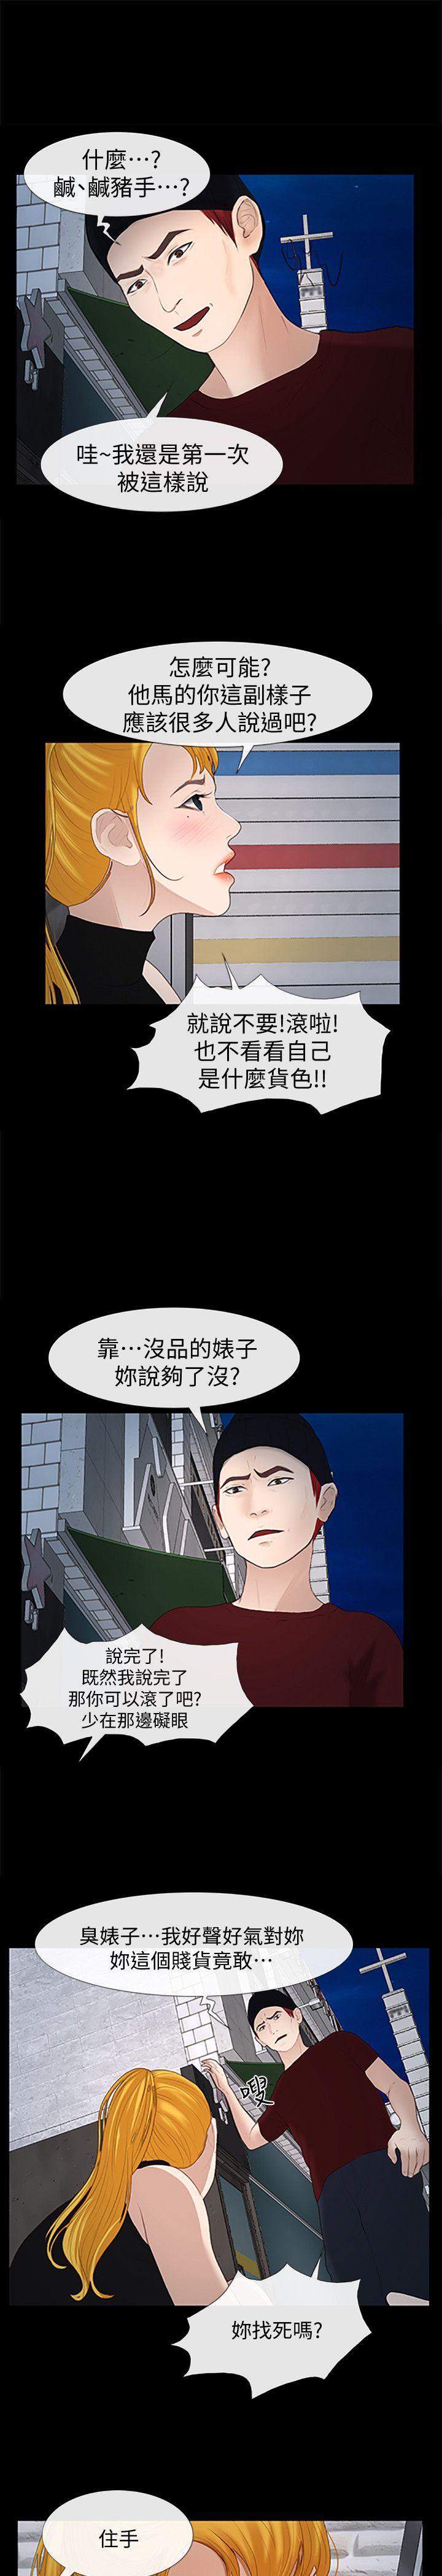 什麼⋯?
鹹、鹹豬手⋯?
哇~我還是第一次
被這樣說
怎麼可能?
他馬的你這副樣子
應該很多人說過吧?
就說不要!滾啦!
也不看看自己
是什麼貨色!!
靠⋯沒品的婊子
妳說夠了沒?
說完了!
既然我說完了
那你可以滾了吧?
少在那邊礙眼
臭婊子⋯我好聲好氣對妳
妳這個賤貨竟敢⋯
嗖
妳找死嗎?
住手